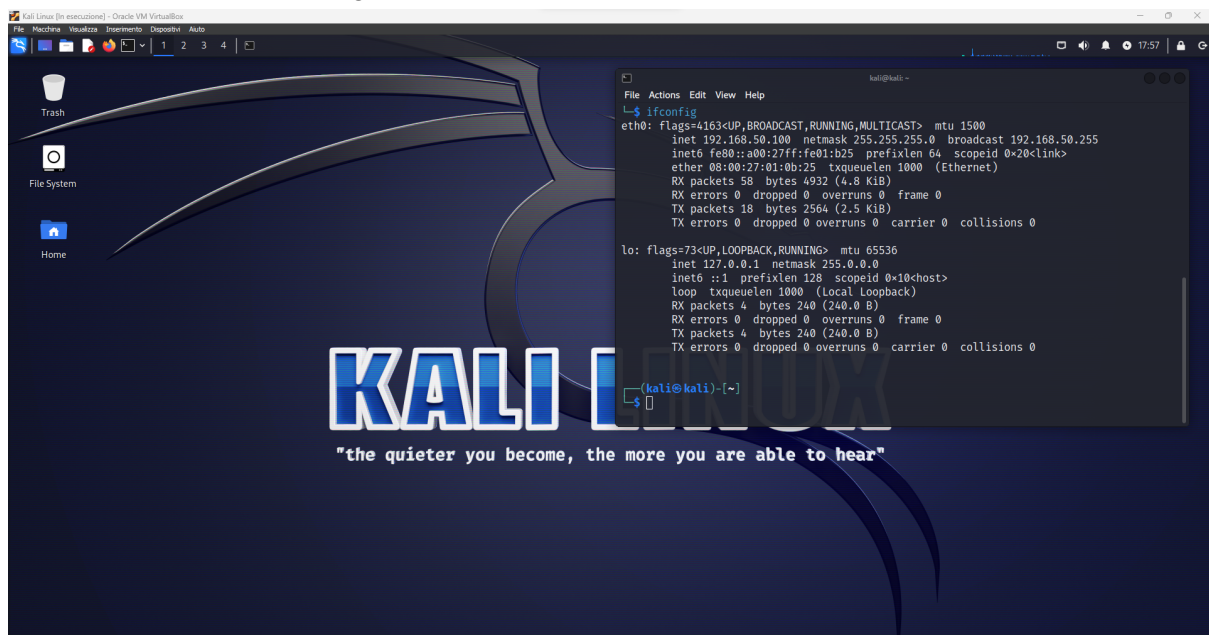 Kali Linux [In esecuzione] - Oracle VM VirtualBox
File Macchina Visualizza Inserimento Dispositivi Aiuto
1 2 3 4
17:57
Trash
File System
Home
kali@kali: ~
File Actions Edit View Help
└─$ ifconfig
eth0: flags=4163<UP,BROADCAST,RUNNING,MULTICAST> mtu 1500
inet 192.168.50.100 netmask 255.255.255.0 broadcast 192.168.50.255
inet6 fe80::a00:27ff:fe01:b25 prefixlen 64 scopeid 0×20<link>
ether 08:00:27:01:0b:25 txqueuelen 1000 (Ethernet)
RX packets 58 bytes 4932 (4.8 KiB)
RX errors 0 dropped 0 overruns 0 frame 0
TX packets 18 bytes 2564 (2.5 KiB)
TX errors 0 dropped 0 overruns 0 carrier 0 collisions 0
lo: flags=73<UP,LOOPBACK,RUNNING> mtu 65536
inet 127.0.0.1 netmask 255.0.0.0
inet6 ::1 prefixlen 128 scopeid 0×10<host>
loop txqueuelen 1000 (Local Loopback)
RX packets 4 bytes 240 (240.0 B)
RX errors 0 dropped 0 overruns 0 frame 0
TX packets 4 bytes 240 (240.0 B)
TX errors 0 dropped 0 overruns 0 carrier 0 collisions 0
┌──(kali㉿kali)-[~]
└─$
KALI LINUX
"the quieter you become, the more you are able to hear"